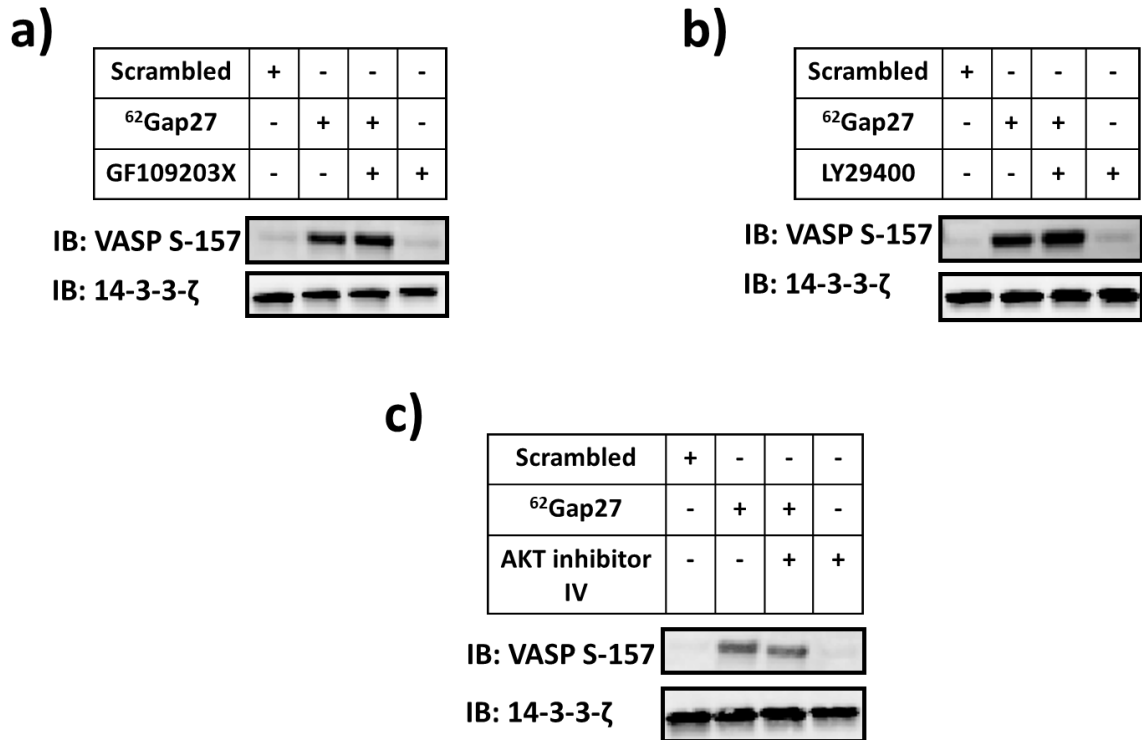 a)
Scrambled + - - -
⁶²Gap27 - + + -
GF109203X - - + +
IB: VASP S-157
IB: 14-3-3-ζ
b)
Scrambled + - - -
⁶²Gap27 - + + -
LY29400 - - + +
IB: VASP S-157
IB: 14-3-3-ζ
c)
Scrambled + - - -
⁶²Gap27 - + + -
AKT inhibitor - - + +
IV
IB: VASP S-157
IB: 14-3-3-ζ